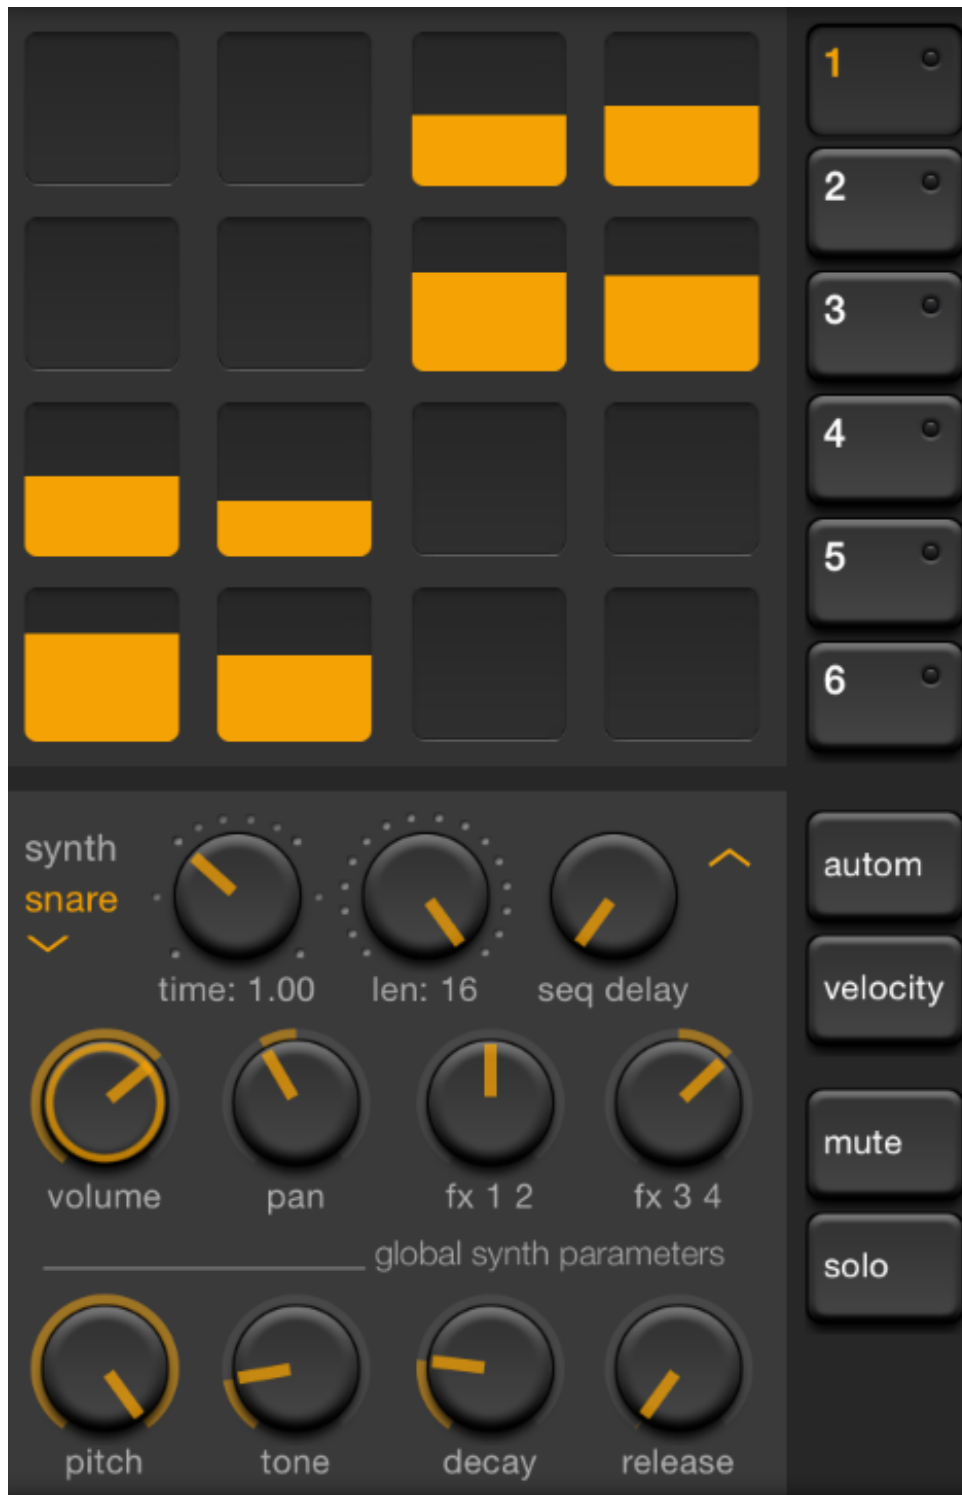 1
2
3
4
5
6
synth
snare
time: 1.00
len: 16
seq delay
autom
velocity
volume
pan
fx 1 2
fx 3 4
mute
global synth parameters
solo
pitch
tone
decay
release